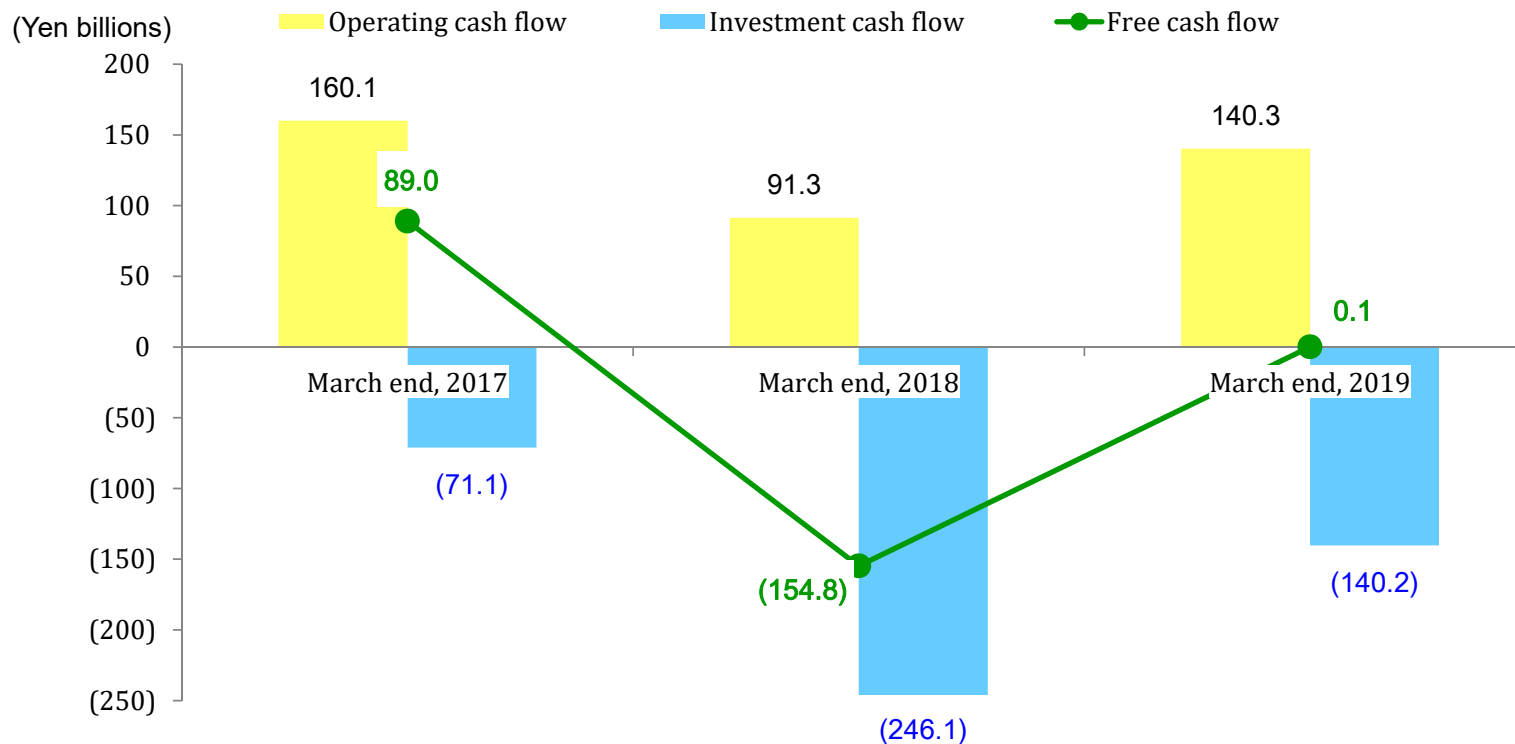 (Yen billions)
Operating cash flow
Investment cash flow
Free cash flow
200
150
100
50
0
(50)
(100)
(150)
(200)
(250)
160.1
89.0
91.3
140.3
0.1
March end, 2017
March end, 2018
March end, 2019
(71.1)
(154.8)
(140.2)
(246.1)